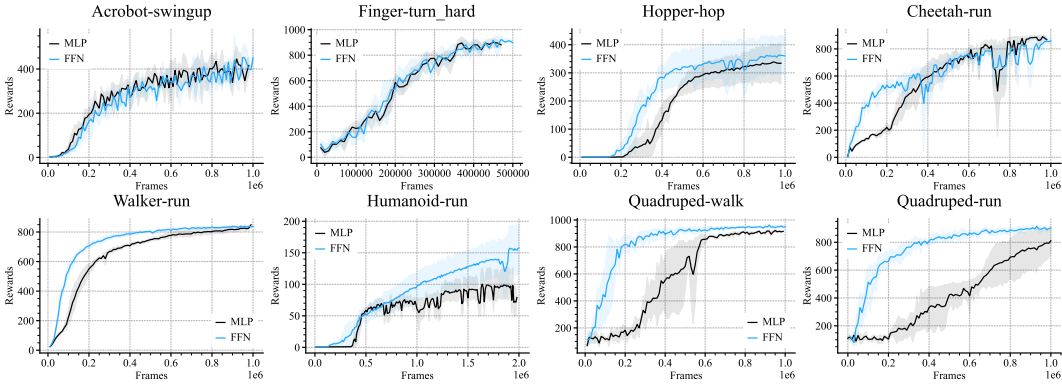 Acrobot-swingup
Rewards
400
200
0
MLP
FFN
0.0 0.2 0.4 0.6 0.8 1.0
Frames
1e6
Finger-turn_hard
Rewards
1000
800
600
400
200
0
MLP
FFN
0 100000 200000 300000 400000 500000
Frames
Hopper-hop
Rewards
400
300
200
100
0
MLP
FFN
0.0 0.2 0.4 0.6 0.8 1.0
Frames
1e6
Cheetah-run
Rewards
800
600
400
200
0
MLP
FFN
0.0 0.2 0.4 0.6 0.8 1.0
Frames
1e6
Walker-run
Rewards
800
600
400
200
0
MLP
FFN
0.0 0.2 0.4 0.6 0.8 1.0
Frames
1e6
Humanoid-run
Rewards
200
150
100
50
0
MLP
FFN
0.0 0.5 1.0 1.5 2.0
Frames
1e6
Quadruped-walk
Rewards
1000
800
600
400
200
MLP
FFN
0.0 0.2 0.4 0.6 0.8 1.0
Frames
1e6
Quadruped-run
Rewards
800
600
400
200
MLP
FFN
0.0 0.2 0.4 0.6 0.8 1.0
Frames
1e6